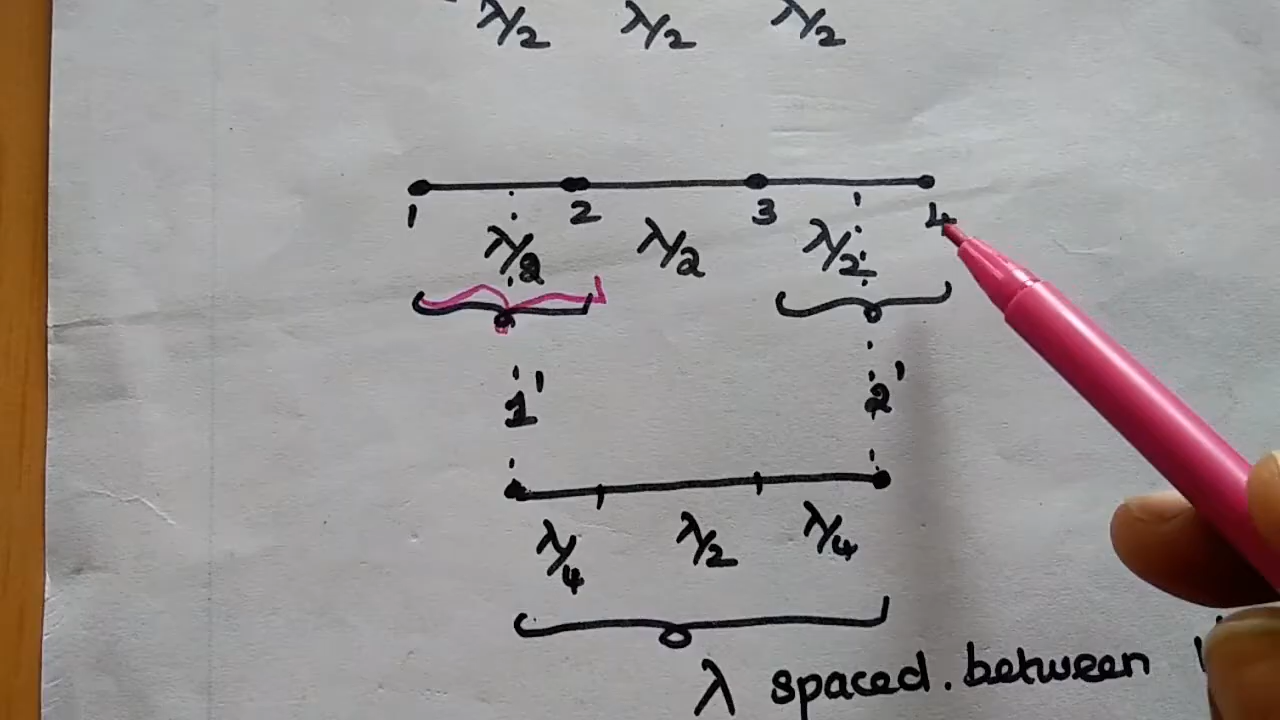 λ/2 λ/2 λ/2
1 2 3 4
λ/2 λ/2 λ/2
1' 2'
λ/4 λ/2 λ/4
λ spaced. between